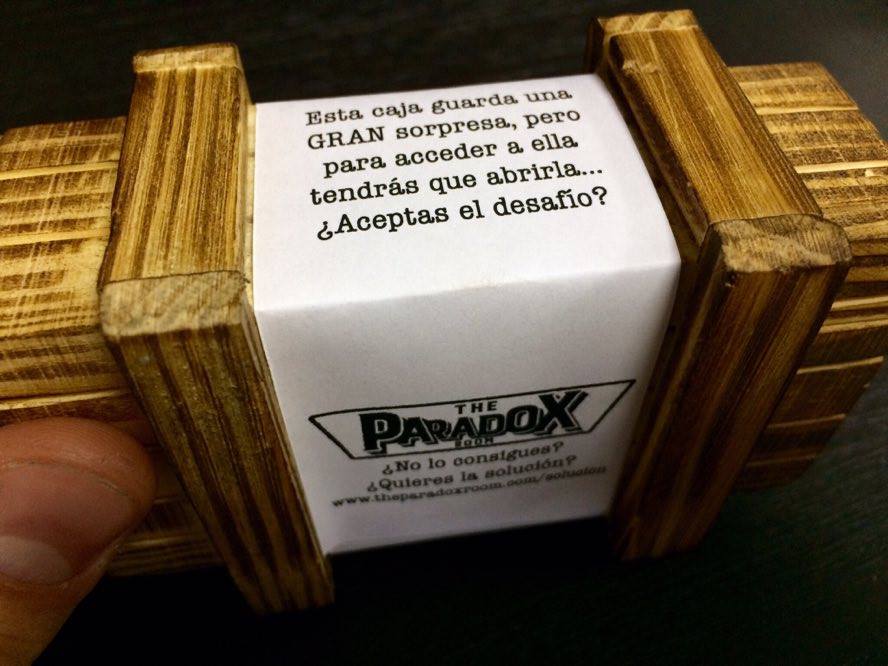 Esta caja guarda una
GRAN sorpresa, pero
para acceder a ella
tendrás que abrirla...
¿Aceptas el desafío?
THE
PARADOX
ROOM
¿No lo consigues?
¿Quieres la solución?
www.theparadoxroom.com/solucion